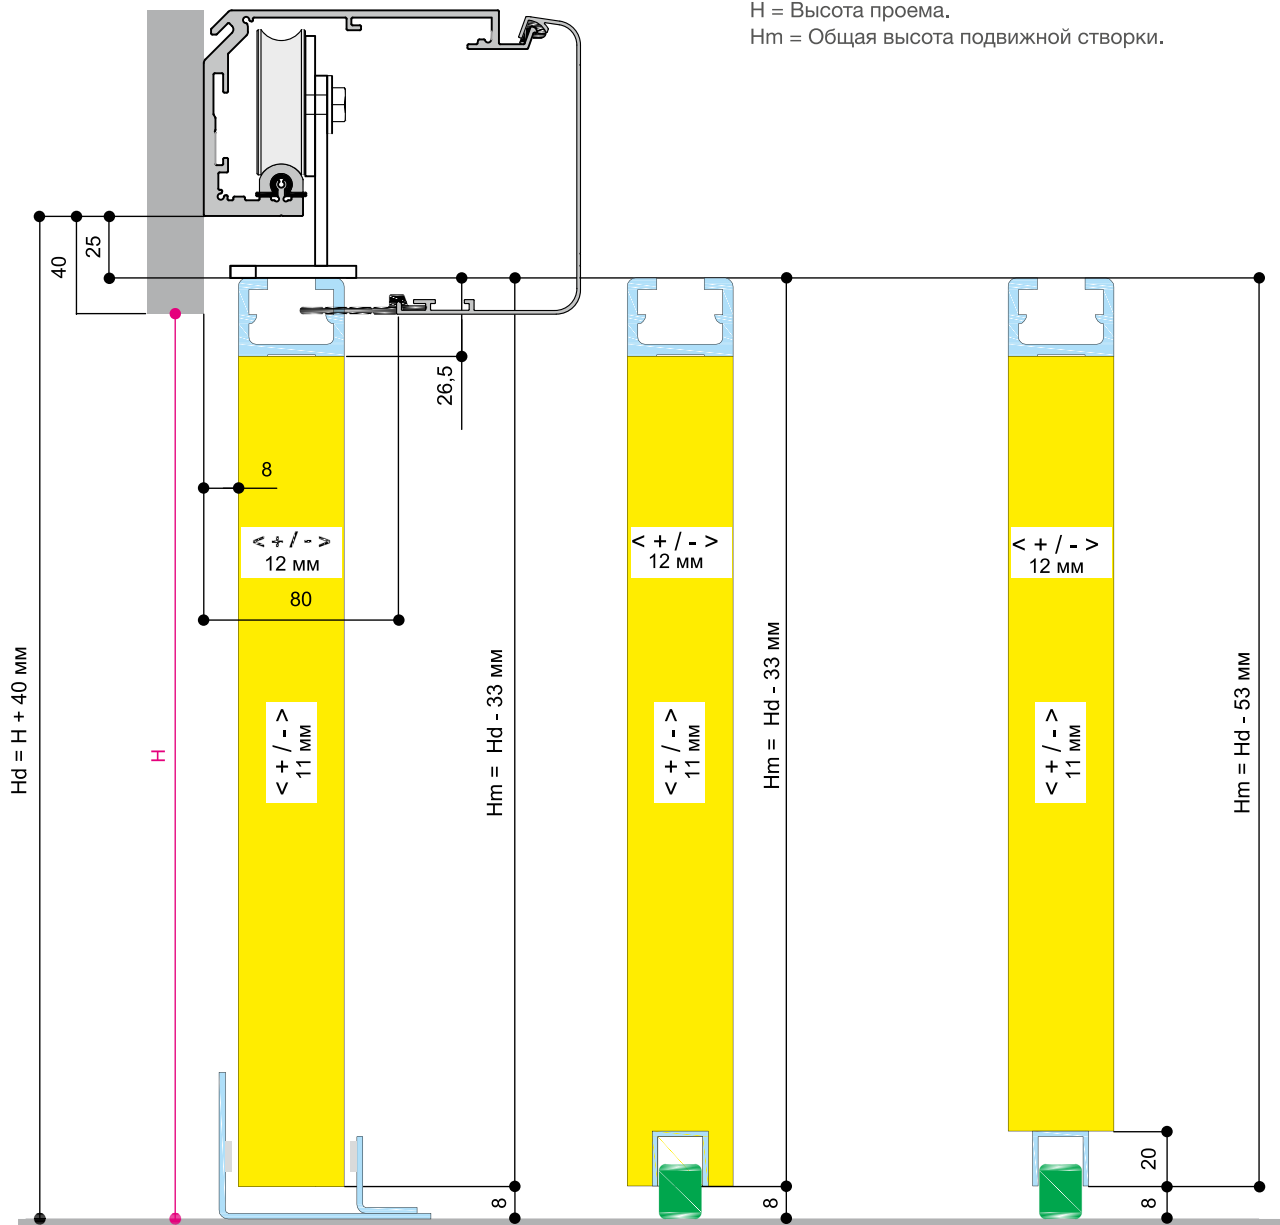 H = Высота проема.
Hm = Общая высота подвижной створки.
40
25
26,5
8
< + / - >
12 мм
80
< + / - >
11 мм
Hd = H + 40 мм
H
Hm = Hd - 33 мм
8
< + / - >
12 мм
< + / - >
11 мм
Hm = Hd - 33 мм
8
< + / - >
12 мм
< + / - >
11 мм
Hm = Hd - 53 мм
20
8